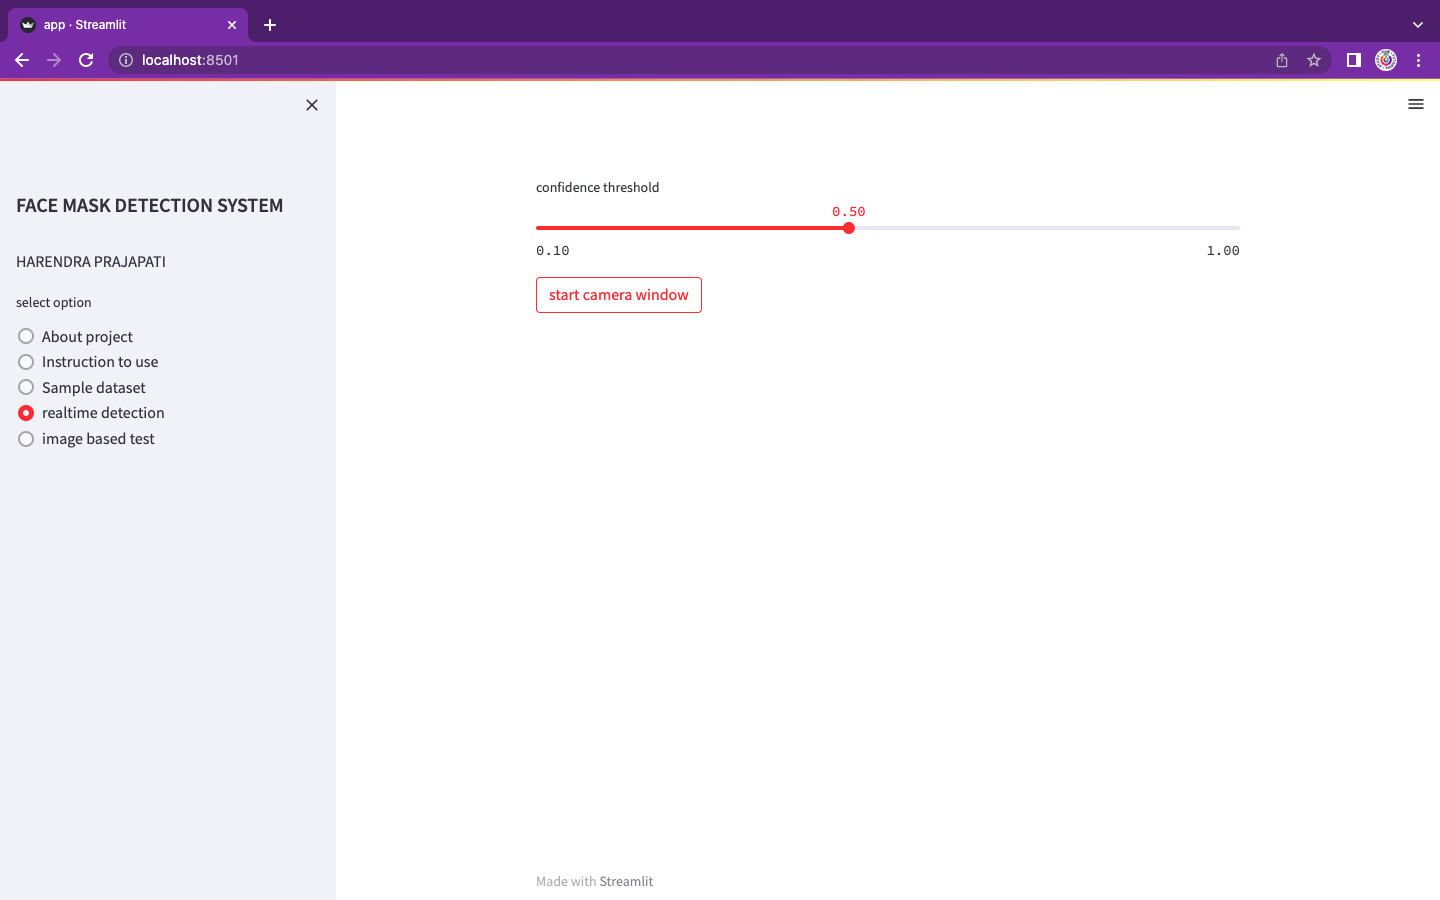 app · Streamlit
localhost:8501
FACE MASK DETECTION SYSTEM
HARENDRA PRAJAPATI
select option
About project
Instruction to use
Sample dataset
realtime detection
image based test
confidence threshold
0.50
0.10 1.00
start camera window
Made with Streamlit